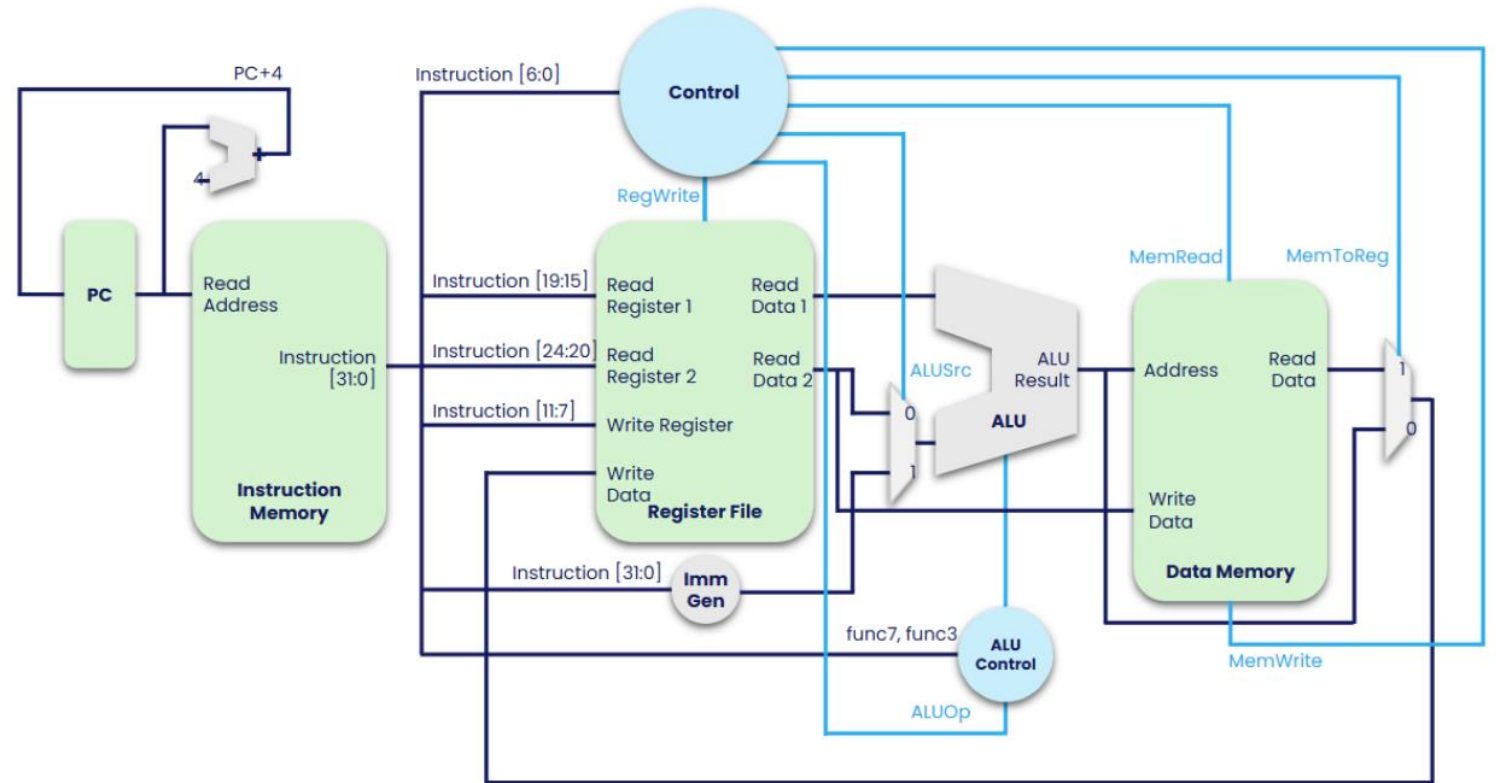 PC+4
Instruction [6:0]
Control
4
+
RegWrite
PC
Read
Address
Instruction
[31:0]
Instruction
Memory
Instruction [19:15]
Instruction [24:20]
Instruction [11:7]
Read
Register 1
Read
Register 2
Write Register
Write
Data
Register File
Read
Data 1
Read
Data 2
ALUSrc
0
1
ALU
Result
ALU
MemRead
MemToReg
Address
Read
Data
Write
Data
Data Memory
1
0
Instruction [31:0]
Imm
Gen
func7, func3
ALU
Control
ALUOp
MemWrite